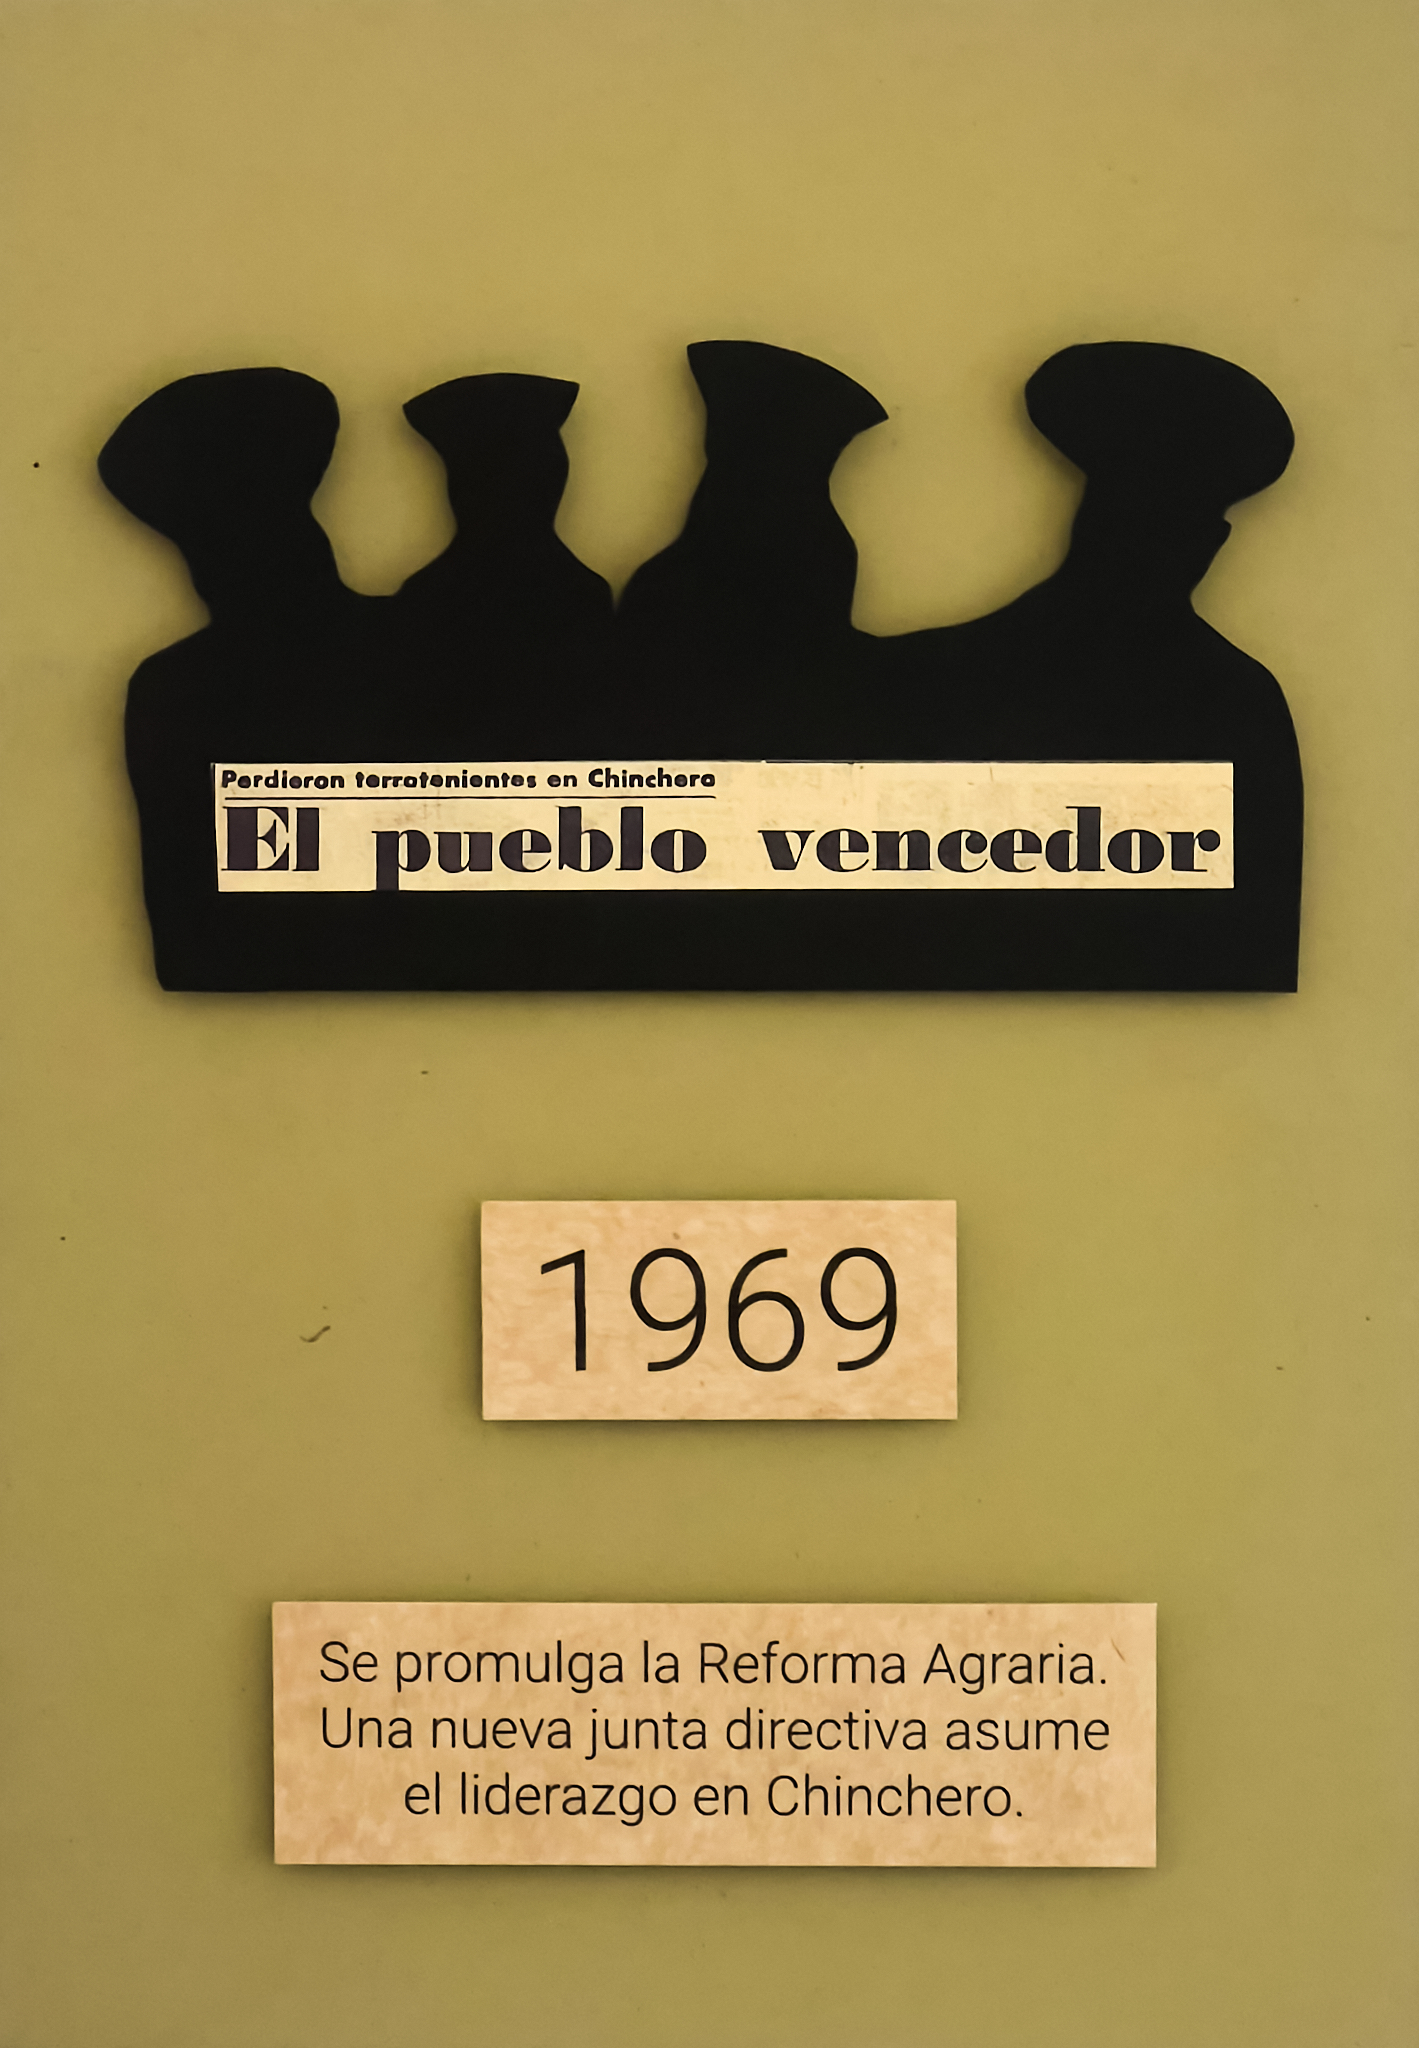 Perdieron terratenientes en Chinchero
El pueblo vencedor
1969
Se promulga la Reforma Agraria.
Una nueva junta directiva asume
el liderazgo en Chinchero.